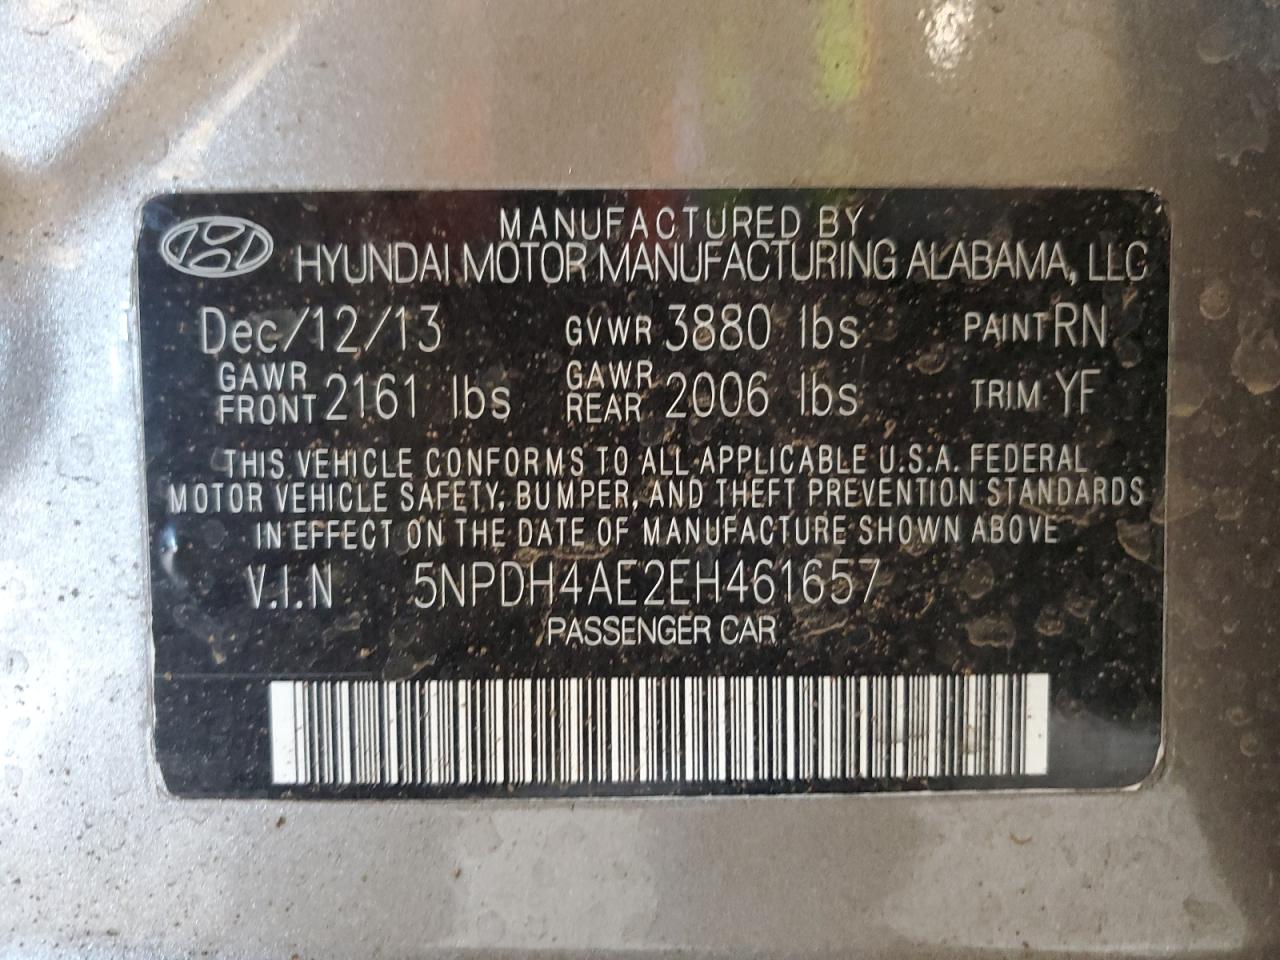 MANUFACTURED BY
HYUNDAI MOTOR MANUFACTURING ALABAMA, LLC
Dec/12/13 GVWR 3880 lbs PAINT RN
GAWR FRONT 2161 lbs GAWR REAR 2006 lbs TRIM YF
THIS VEHICLE CONFORMS TO ALL APPLICABLE U.S.A. FEDERAL
MOTOR VEHICLE SAFETY, BUMPER, AND THEFT PREVENTION STANDARDS
IN EFFECT ON THE DATE OF MANUFACTURE SHOWN ABOVE
V.I.N 5NPDH4AE2EH461657
PASSENGER CAR